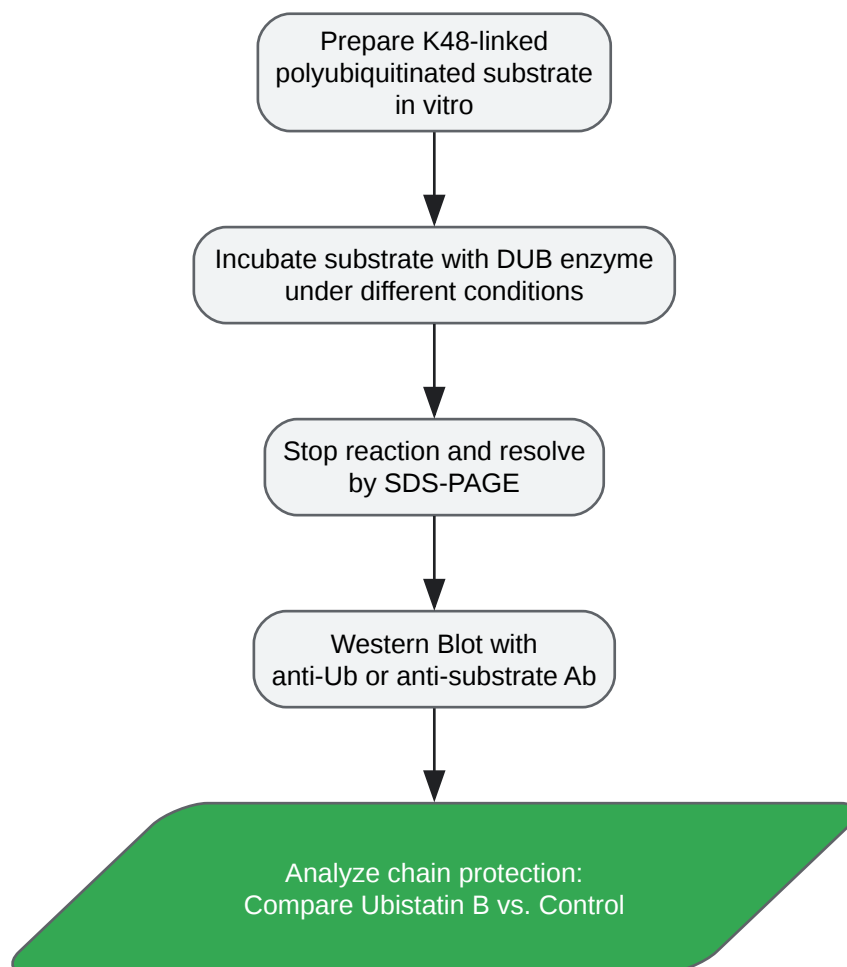 Prepare K48-linked
polyubiquitinated substrate
in vitro
Incubate substrate with DUB enzyme
under different conditions
Stop reaction and resolve
by SDS-PAGE
Western Blot with
anti-Ub or anti-substrate Ab
Analyze chain protection:
Compare Ubistatin B vs. Control